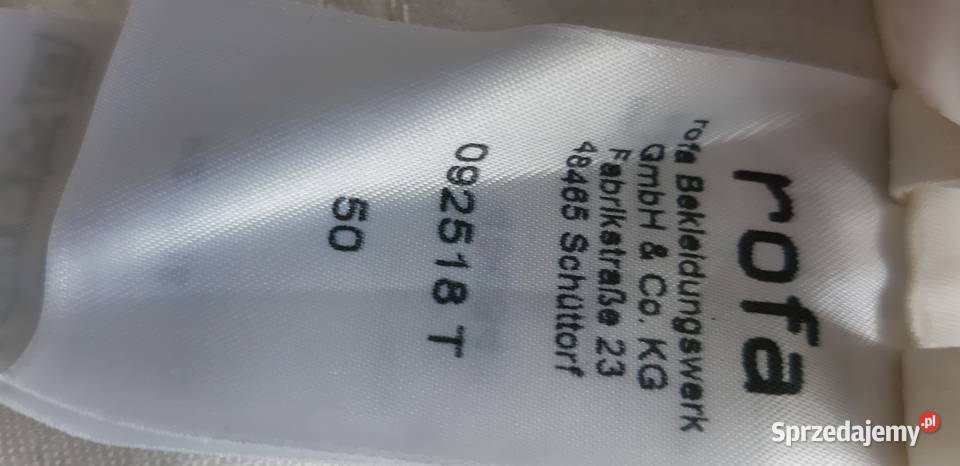 rofa
rofa Bekleidungswerk
GmbH & Co. KG
Fabrikstraße 23
48465 Schüttorf
092518 T
50
Sprzedajemy.pl